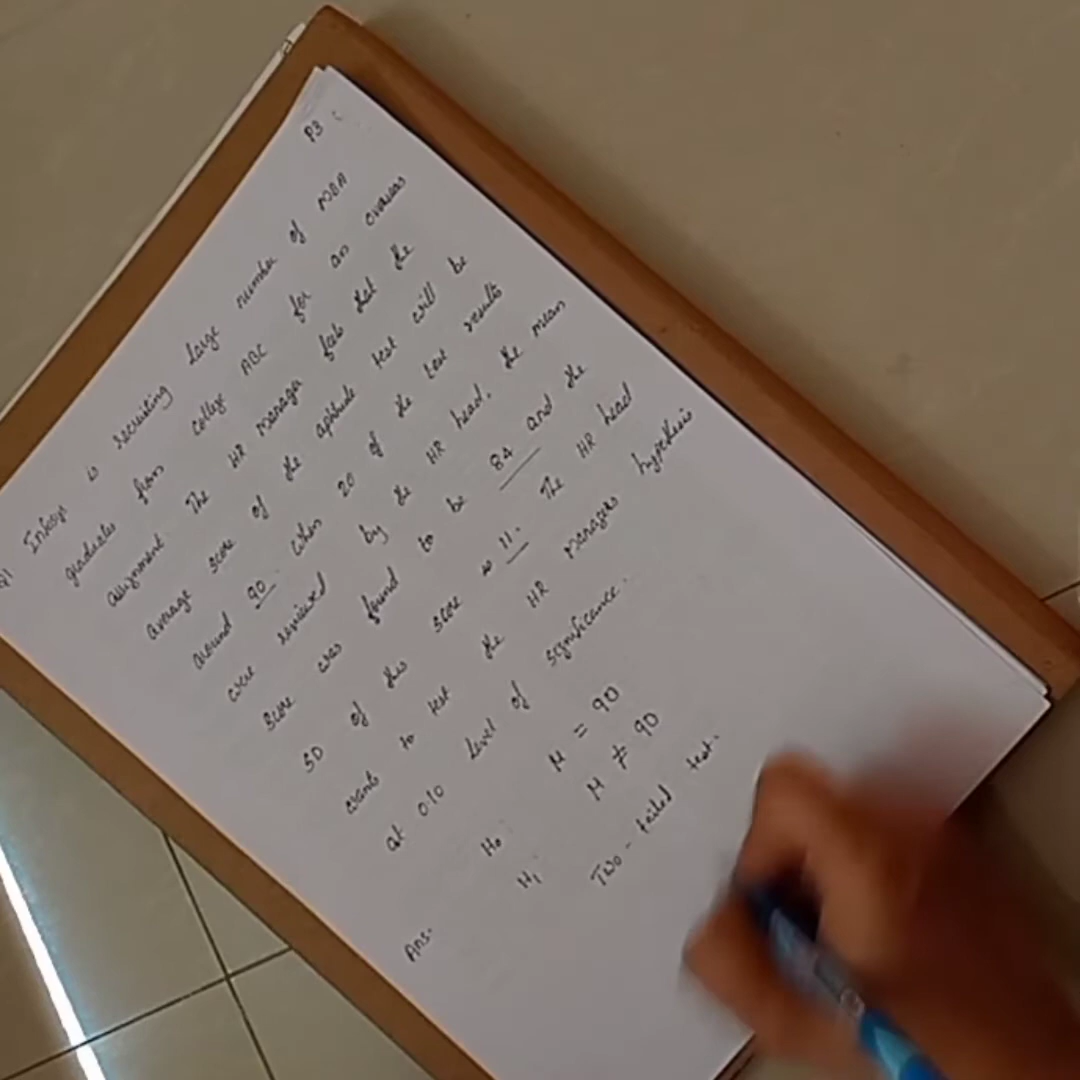 P3
Q1 Infosys is recruiting large number of MBA
graduates from college ABC for an overseas
assignment The HR manager feels that the
average score of the aptitude test will be
around 90 when 20 of the test results
were reviewed by the HR head, the mean
score was found to be 84 and the
SD of this score is 11. The HR head
wants to test the HR managers hypothesis
at 0.10 level of significance.
Ans.
H₀ M = 90
H₁ M ≠ 90
Two - tailed test.